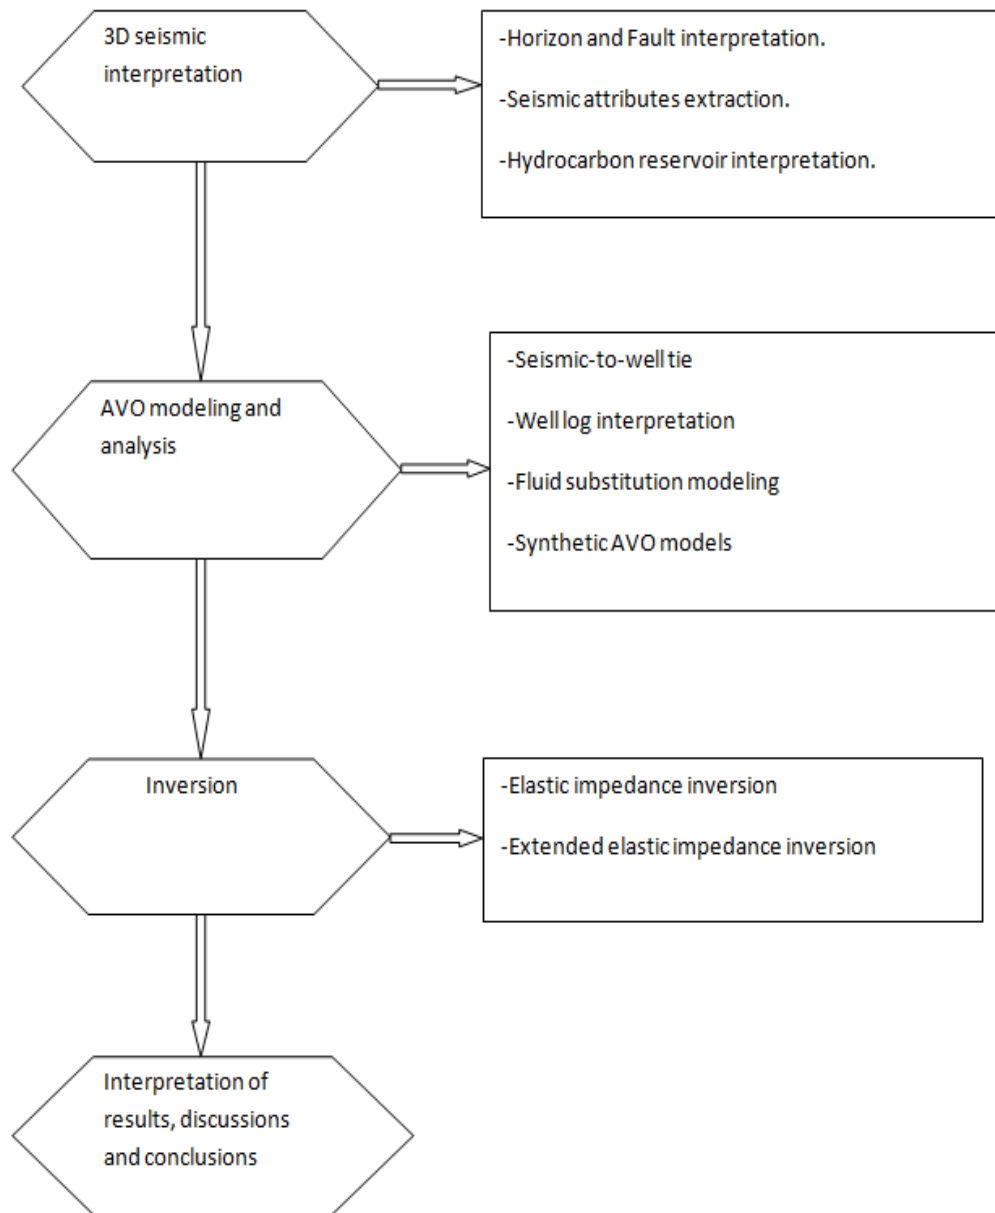 3D seismic
interpretation
-Horizon and Fault interpretation.
-Seismic attributes extraction.
-Hydrocarbon reservoir interpretation.
AVO modeling and
analysis
-Seismic-to-well tie
-Well log interpretation
-Fluid substitution modeling
-Synthetic AVO models
Inversion
-Elastic impedance inversion
-Extended elastic impedance inversion
Interpretation of
results, discussions
and conclusions